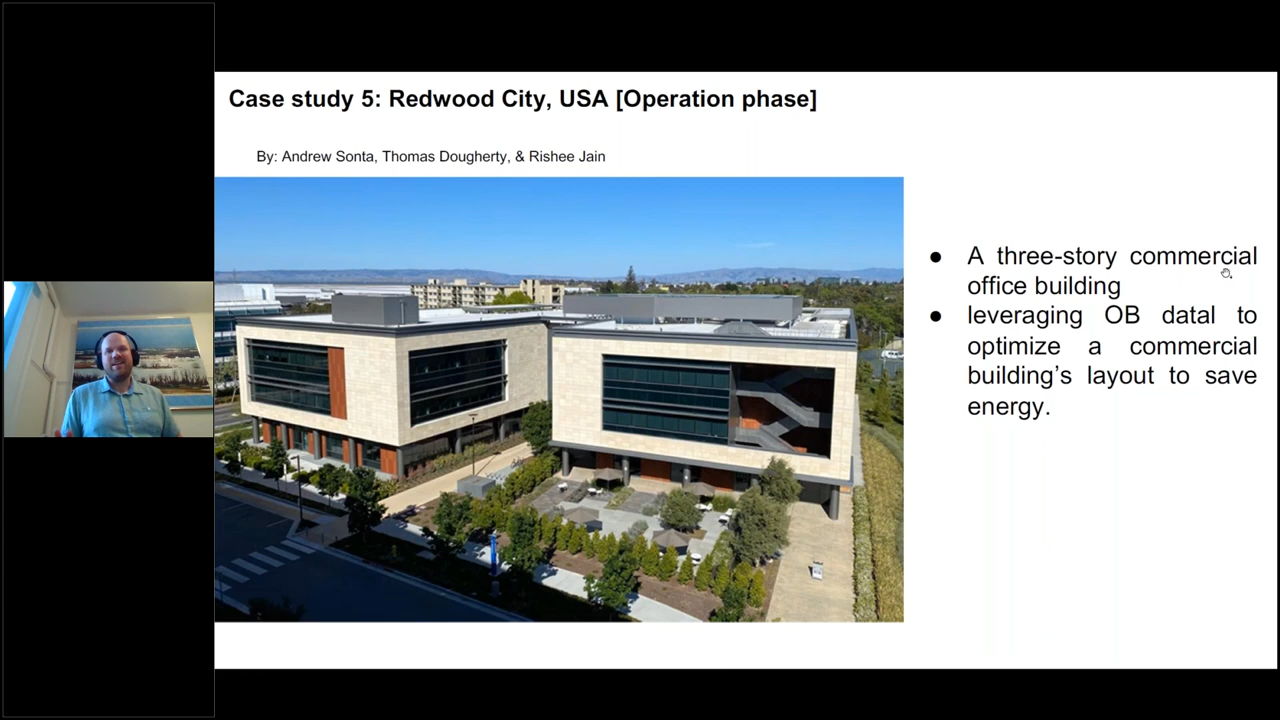 Case study 5: Redwood City, USA [Operation phase]
By: Andrew Sonta, Thomas Dougherty, & Rishee Jain
● A three-story commercial
office building
● leveraging OB datal to
optimize a commercial
building's layout to save
energy.